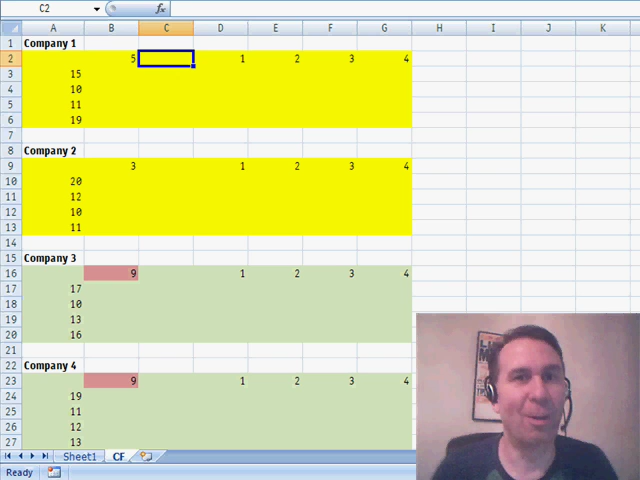 C2 fx
A B C D E F G H I J K
1 Company 1
2 5 1 2 3 4
3 15
4 10
5 11
6 19
7
8 Company 2
9 3 1 2 3 4
10 20
11 12
12 10
13 11
14
15 Company 3
16 9 1 2 3 4
17 17
18 10
19 13
20 16
21
22 Company 4
23 9 1 2 3 4
24 19
25 11
26 12
27 13
Sheet1 CF
Ready